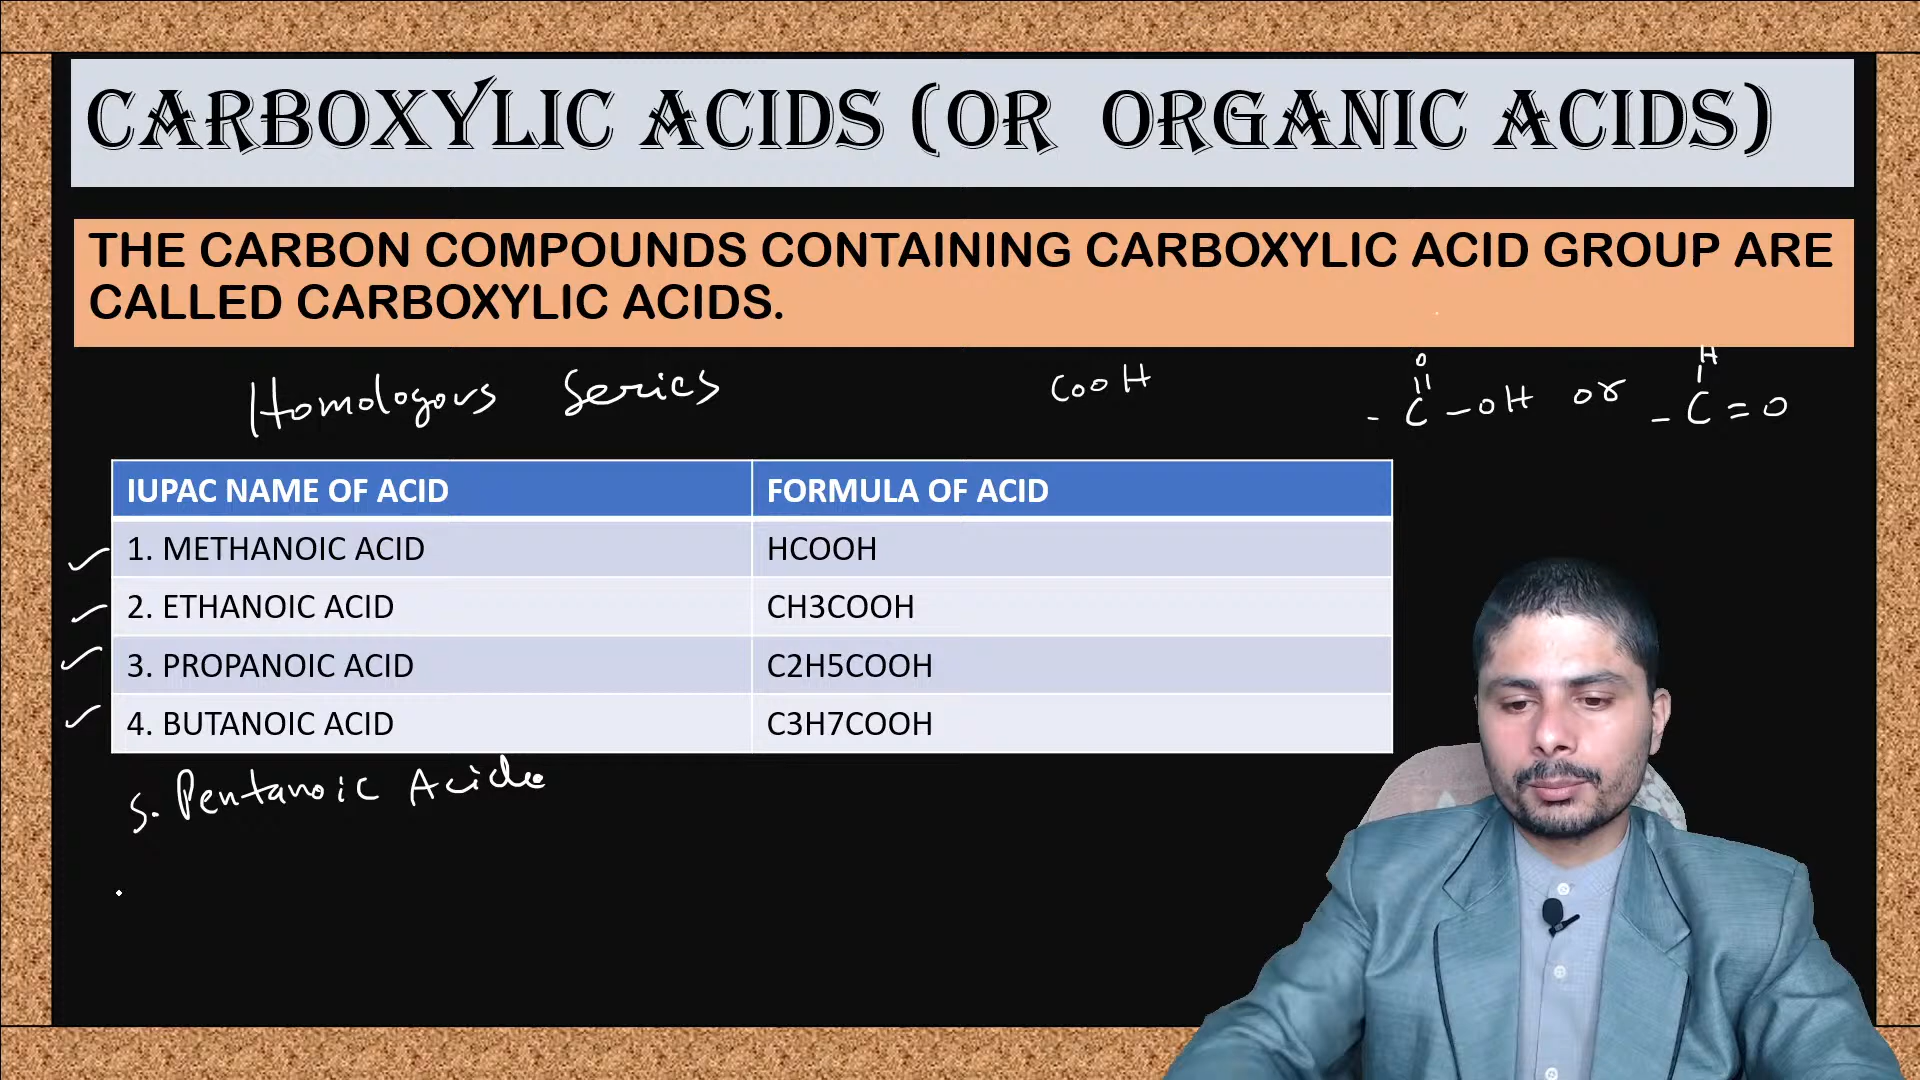 CARBOXYLIC ACIDS (OR ORGANIC ACIDS)
THE CARBON COMPOUNDS CONTAINING CARBOXYLIC ACID GROUP ARE
CALLED CARBOXYLIC ACIDS.
Homologous Series
COOH
O
||
- C - OH or
H
|
- C = O
IUPAC NAME OF ACID FORMULA OF ACID
1. METHANOIC ACID HCOOH
2. ETHANOIC ACID CH3COOH
3. PROPANOIC ACID C2H5COOH
4. BUTANOIC ACID C3H7COOH
5. Pentanoic Acid